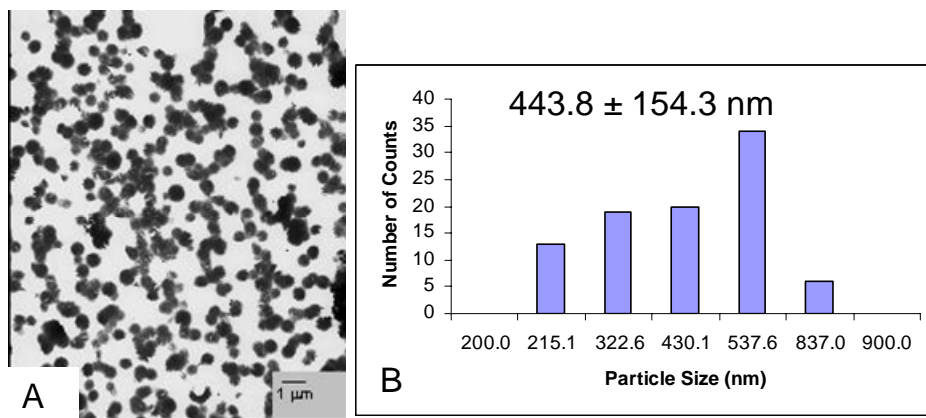 A
1 µm
443.8 ± 154.3 nm
Number of Counts
40
35
30
25
20
15
10
5
0
200.0 215.1 322.6 430.1 537.6 837.0 900.0
Particle Size (nm)
B